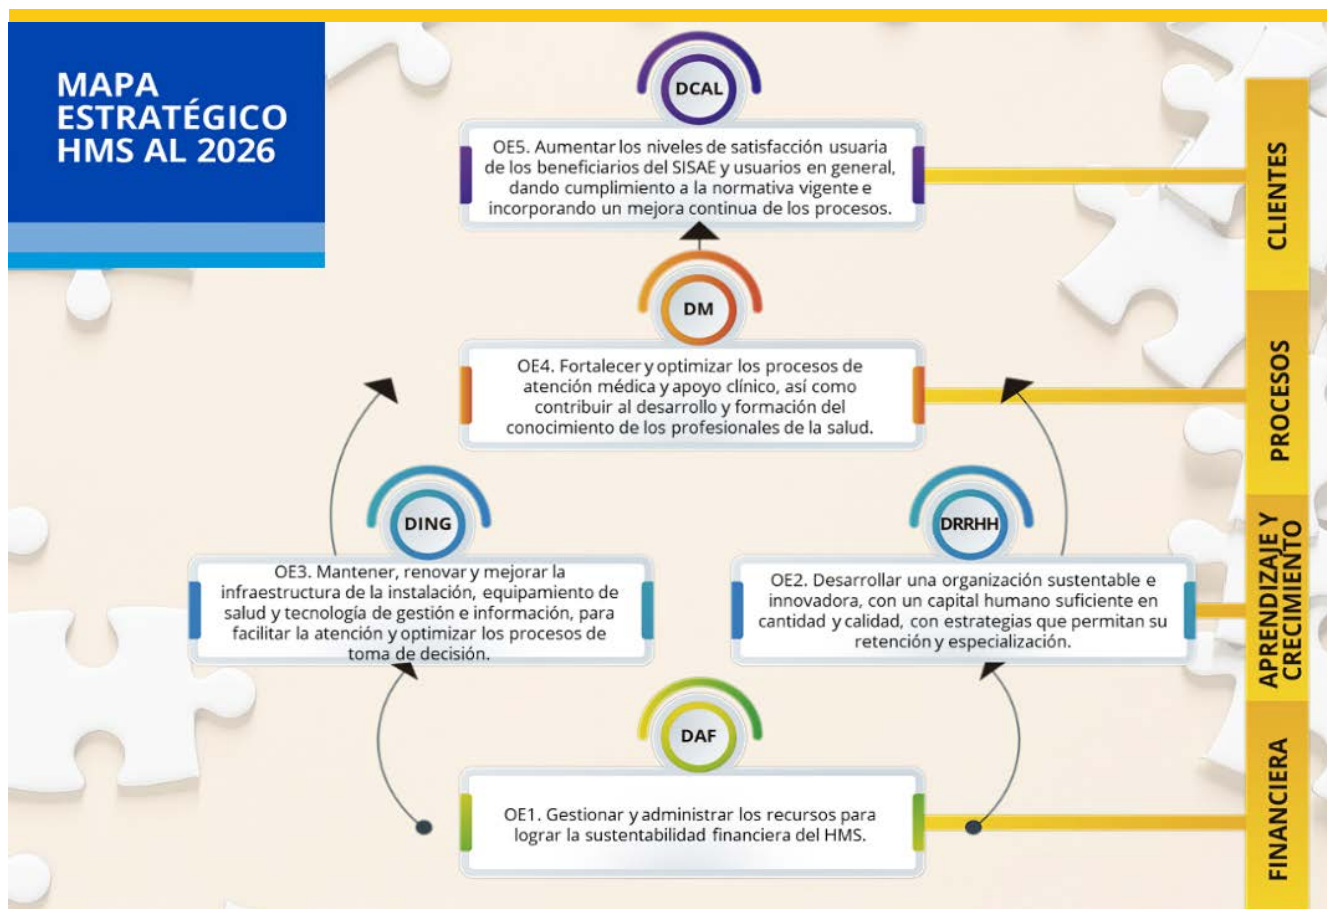 MAPA
ESTRATÉGICO
HMS AL 2026
DCAL
OE5. Aumentar los niveles de satisfacción usuaria
de los beneficiarios del SISAE y usuarios en general,
dando cumplimiento a la normativa vigente e
incorporando un mejora continua de los procesos.
CLIENTES
DM
OE4. Fortalecer y optimizar los procesos de
atención médica y apoyo clínico, así como
contribuir al desarrollo y formación del
conocimiento de los profesionales de la salud.
PROCESOS
DING
OE3. Mantener, renovar y mejorar la
infraestructura de la instalación, equipamiento de
salud y tecnología de gestión e información, para
facilitar la atención y optimizar los procesos de
toma de decisión.
DRRHH
OE2. Desarrollar una organización sustentable e
innovadora, con un capital humano suficiente en
cantidad y calidad, con estrategias que permitan su
retención y especialización.
APRENDIZAJE Y
CRECIMIENTO
DAF
OE1. Gestionar y administrar los recursos para
lograr la sustentabilidad financiera del HMS.
FINANCIERA